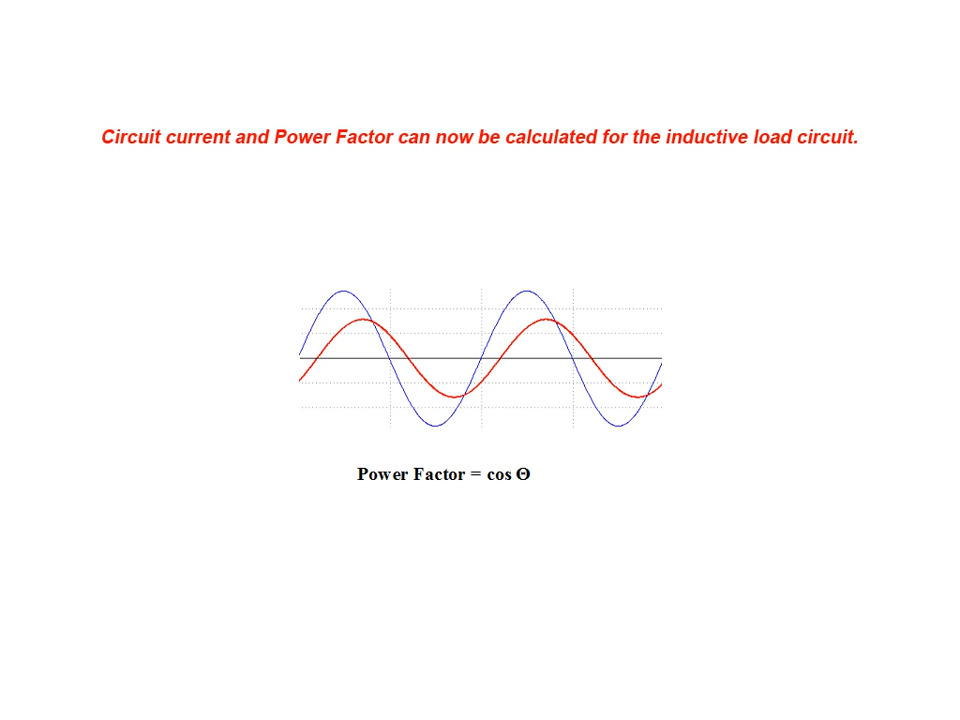 Circuit current and Power Factor can now be calculated for the inductive load circuit.
Power Factor = cos Θ